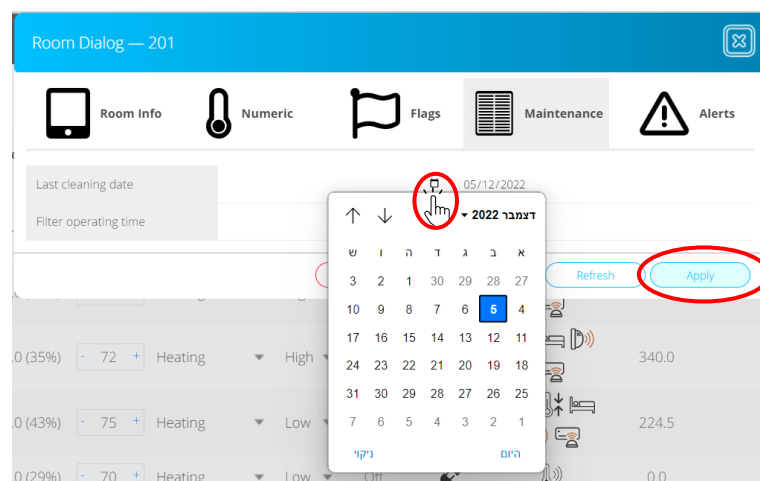 Room Dialog — 201
Room Info Numeric Flags Maintenance Alerts
Last cleaning date 05/12/2022
Filter operating time
דצמבר 2022
א ב ג ד ה ו ש
27 28 29 30 1 2 3
4 5 6 7 8 9 10
11 12 13 14 15 16 17
18 19 20 21 22 23 24
25 26 27 28 29 30 31
1 2 3 4 5 6 7
היום ניקוי
Refresh Apply
.0 (35%) - 72 + Heating High 340.0
.0 (43%) - 75 + Heating Low 224.5
.0 (29%) - 70 + Heating Low Off 0.0